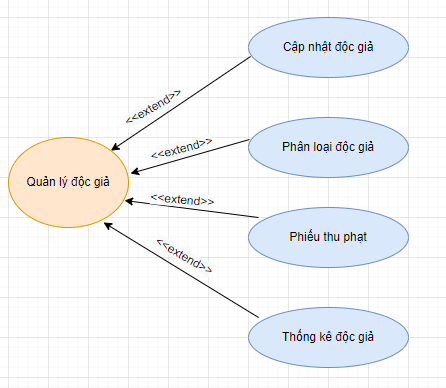 Cập nhật độc giả
<<extend>>
Phân loại độc giả
<<extend>>
Quản lý độc giả
<<extend>>
Phiếu thu phạt
<<extend>>
Thống kê độc giả